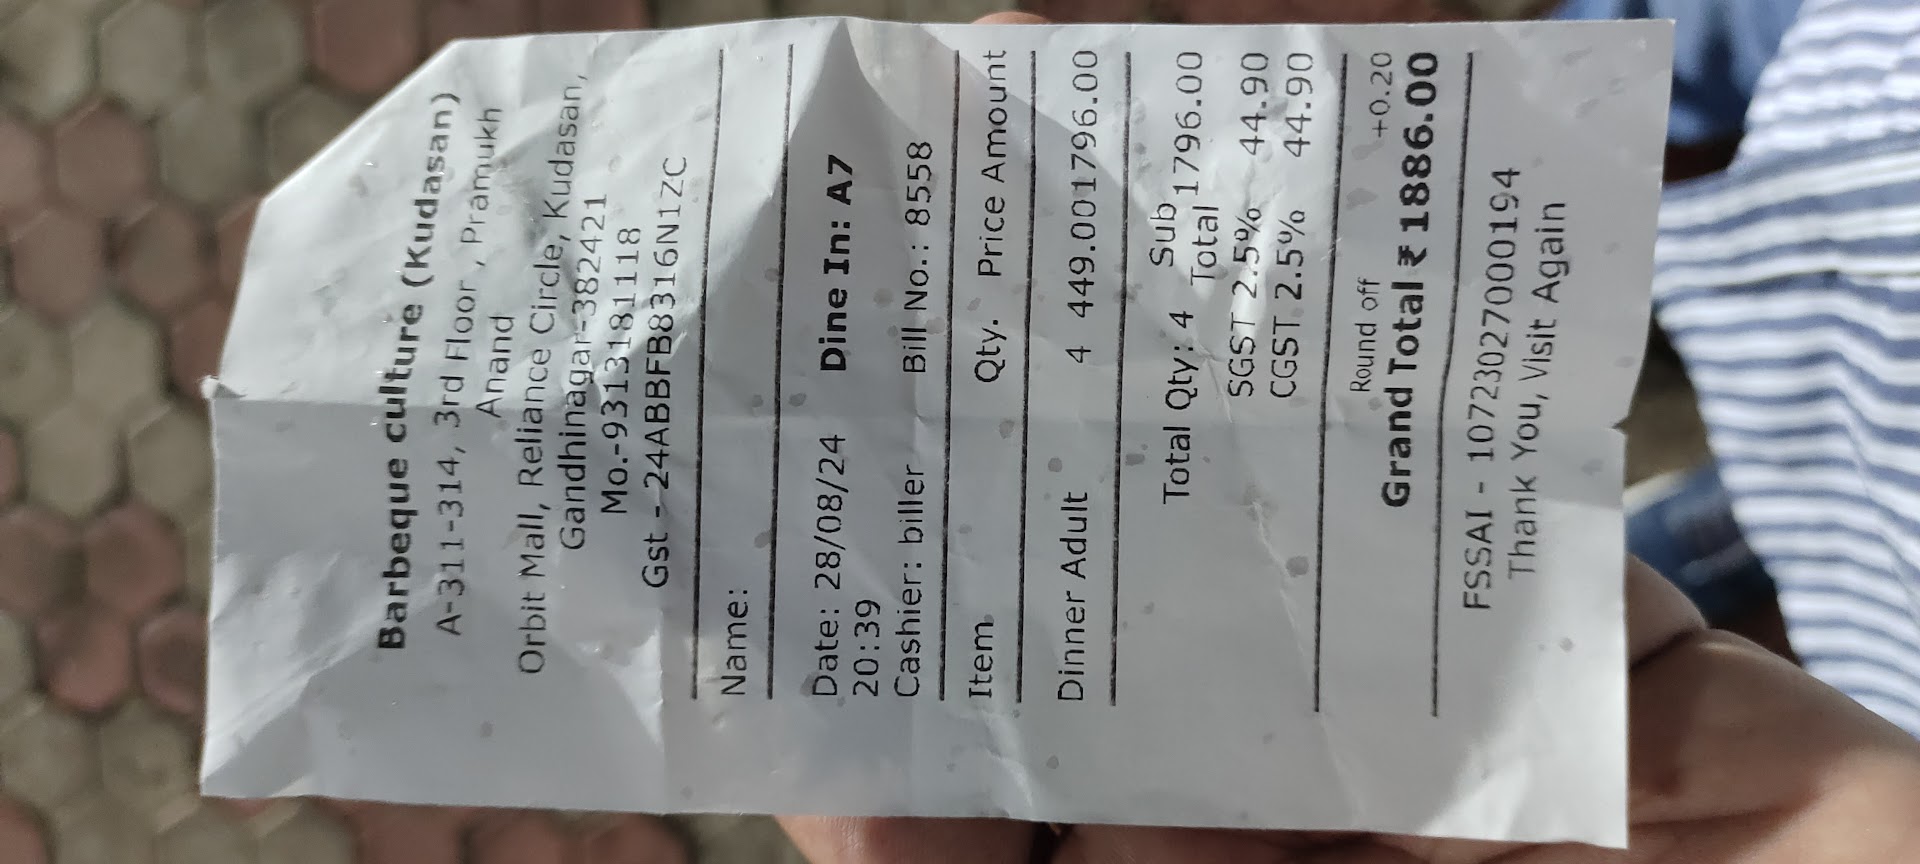 Barbeque culture (Kudasan)
A-311-314, 3rd Floor , Pramukh
Anand
Orbit Mall, Reliance Circle, Kudasan,
Gandhinagar-382421
Mo.-9313181118
Gst - 24ABBFB8316N1ZC
Name:
Date: 28/08/24 Dine In: A7
20:39
Cashier: biller Bill No.: 8558
Item Qty. Price Amount
Dinner Adult 4 449.00 1796.00
Total Qty: 4 Sub Total 1796.00
SGST 2.5% 44.90
CGST 2.5% 44.90
Round off +0.20
Grand Total ₹ 1886.00
FSSAI - 10723027000194
Thank You, Visit Again